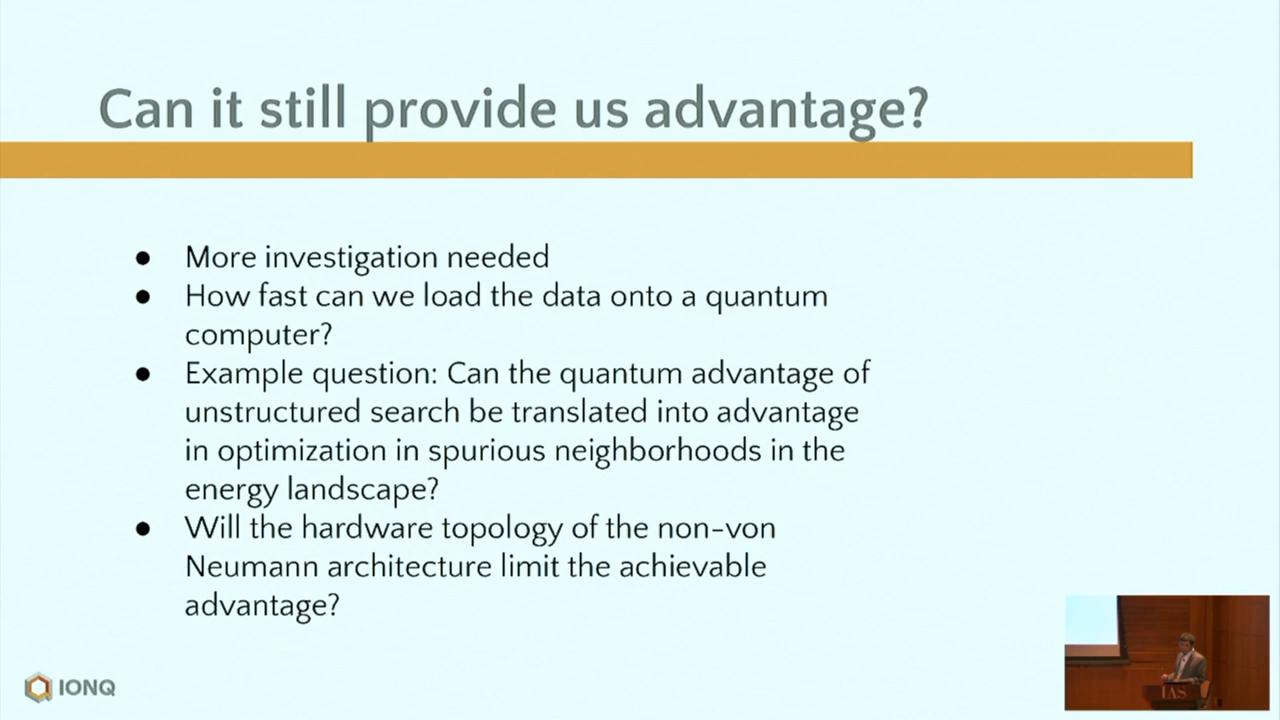 Can it still provide us advantage?
● More investigation needed
● How fast can we load the data onto a quantum
computer?
● Example question: Can the quantum advantage of
unstructured search be translated into advantage
in optimization in spurious neighborhoods in the
energy landscape?
● Will the hardware topology of the non-von
Neumann architecture limit the achievable
advantage?
IONQ
IAS